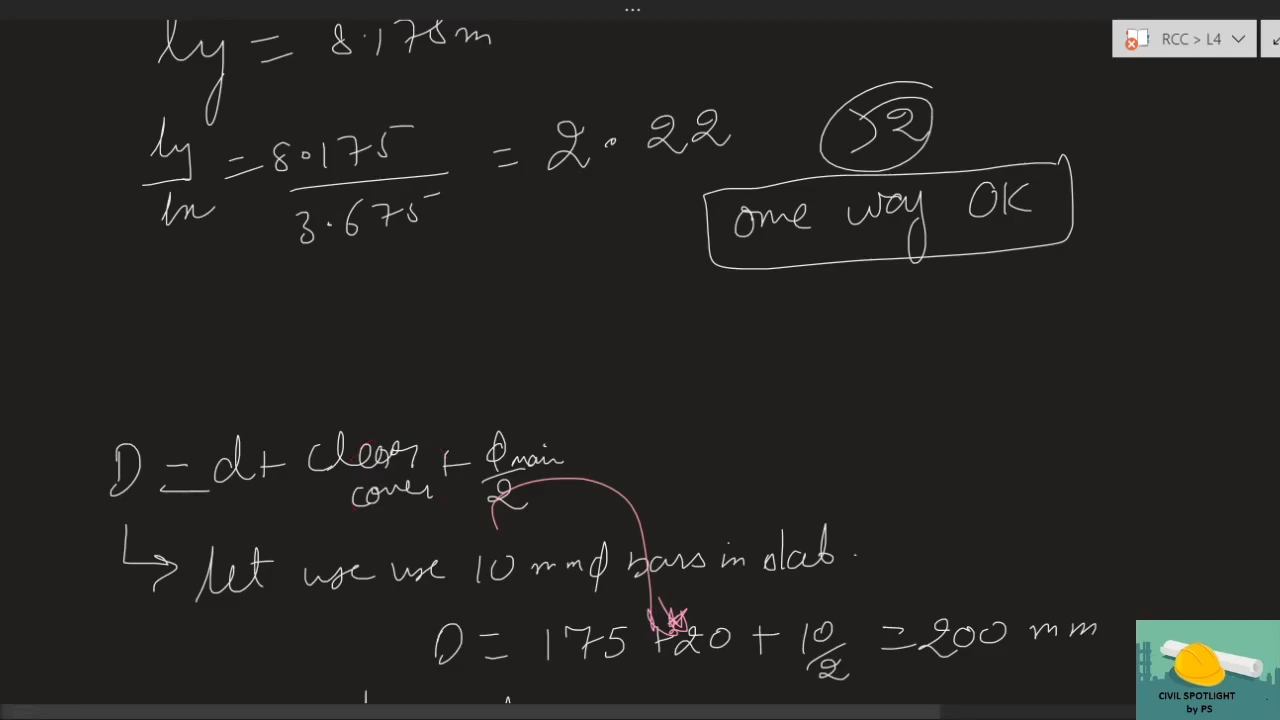 ...
RCC > L4
ly = 8.175m
ly/lx = 8.175/3.675 = 2.22 >2
one way OK
D = d + clear cover + φmain/2
↳ let use use 10 mmφ bars in slab.
D = 175 + 20 + 10/2 = 200 mm
CIVIL SPOTLIGHT
by PS